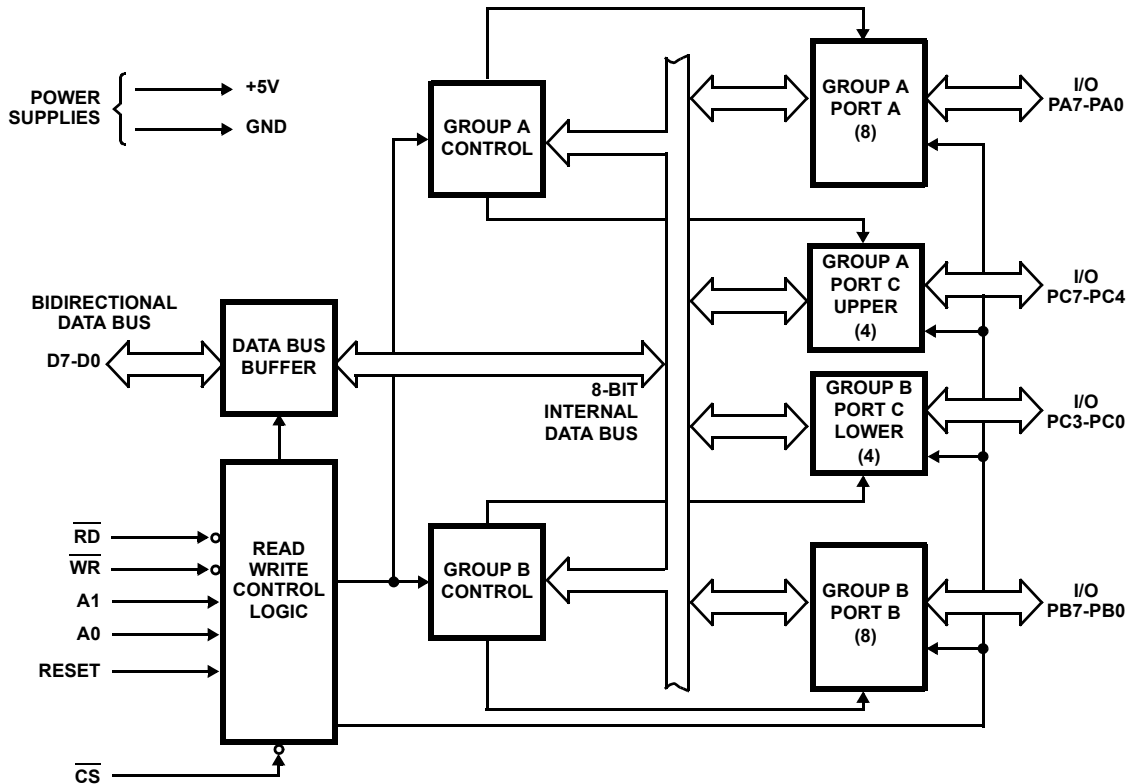 POWER
SUPPLIES
+5V
GND
GROUP A
CONTROL
GROUP A
PORT A
(8)
I/O
PA7-PA0
GROUP A
PORT C
UPPER
(4)
I/O
PC7-PC4
BIDIRECTIONAL
DATA BUS
D7-D0
DATA BUS
BUFFER
8-BIT
INTERNAL
DATA BUS
GROUP B
PORT C
LOWER
(4)
I/O
PC3-PC0
RD
WR
A1
A0
RESET
CS
READ
WRITE
CONTROL
LOGIC
GROUP B
CONTROL
GROUP B
PORT B
(8)
I/O
PB7-PB0